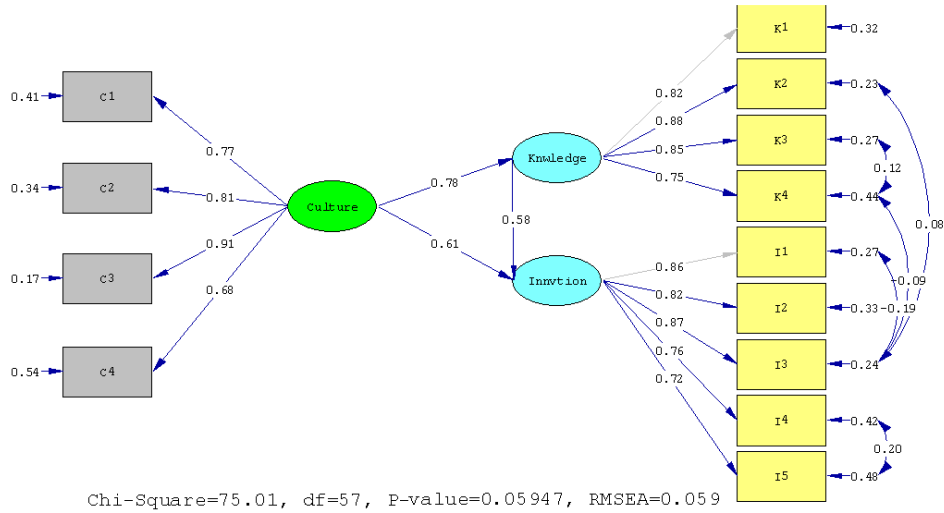 K1
0.32
0.41
C1
0.82
K2
0.23
0.88
0.77
K3
0.27
0.85
Knwledge
0.12
0.34
C2
0.81
0.78
0.75
K4
0.44
Culture
0.58
0.08
0.61
I1
0.27
0.91
0.86
0.17
C3
Innvtion
-0.09
0.82
I2
0.33
-0.19
0.68
0.87
0.76
I3
0.24
0.54
C4
0.72
I4
0.42
0.20
I5
0.48
Chi-Square=75.01, df=57, P-value=0.05947, RMSEA=0.059